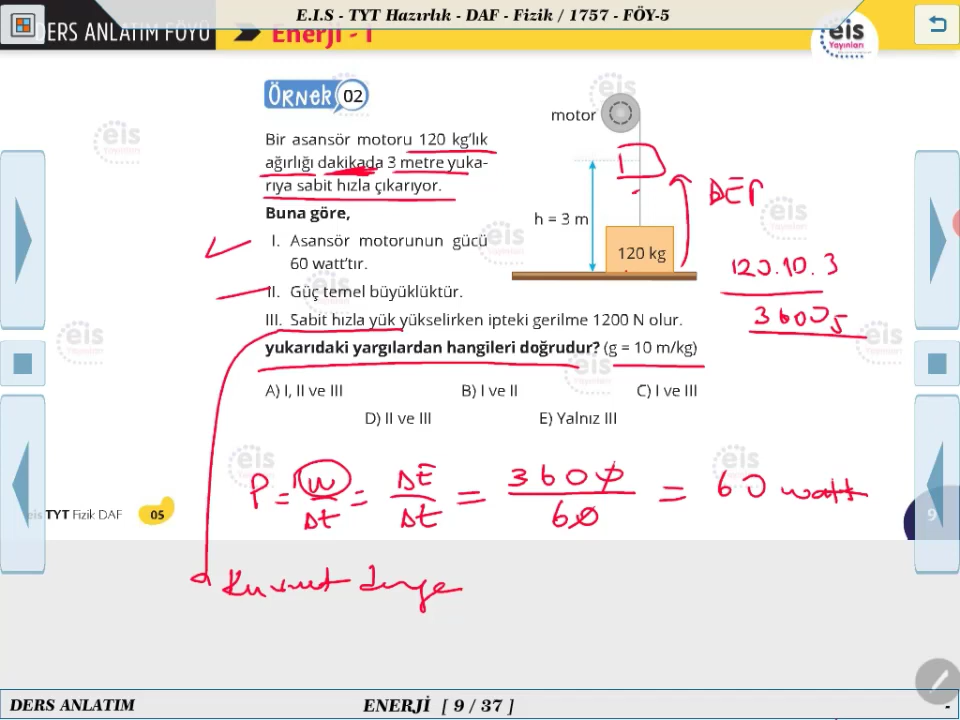 E.I.S - TYT Hazırlık - DAF - Fizik / 1757 - FÖY-5
DERS ANLATIM FÖYÜ
Enerji - I
eis
Yayınları
ÖRNEK 02
motor
Bir asansör motoru 120 kg'lık
ağırlığı dakikada 3 metre yuka-
rıya sabit hızla çıkarıyor.
h = 3 m
120 kg
120.10.3
3600 J
Buna göre,
I. Asansör motorunun gücü
60 watt'tır.
II. Güç temel büyüklüktür.
III. Sabit hızla yük yükselirken ipteki gerilme 1200 N olur.
yukarıdaki yargılardan hangileri doğrudur? (g = 10 m/kg)
A) I, II ve III
B) I ve II
C) I ve III
D) II ve III
E) Yalnız III
P = W/Δt = ΔE/Δt = 3600/60 = 60 watt
eis TYT Fizik DAF 05
9
DERS ANLATIM
ENERJİ [ 9 / 37 ]